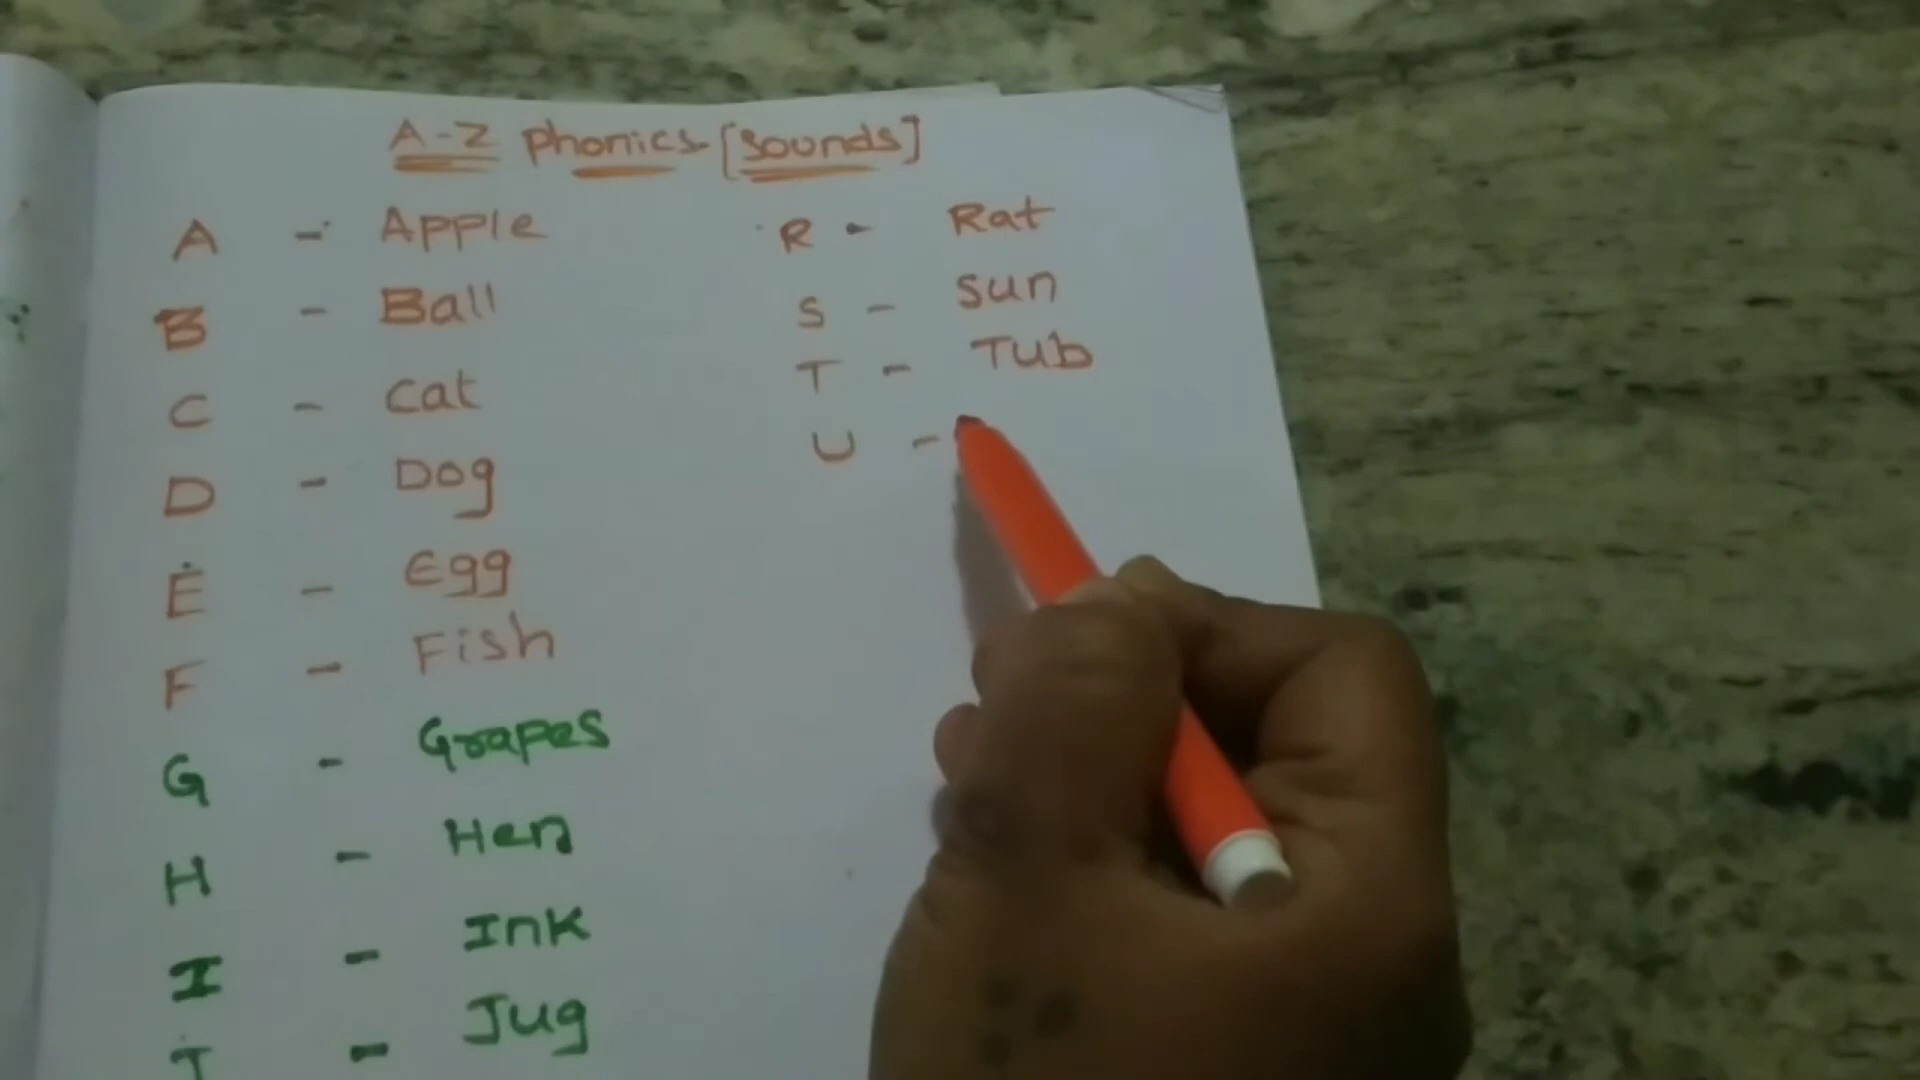 A-Z Phonics [Sounds]
A - Apple
B - Ball
C - Cat
D - Dog
E - Egg
F - Fish
G - Grapes
H - Hen
I - Ink
J - Jug
R - Rat
S - Sun
T - Tub
U -